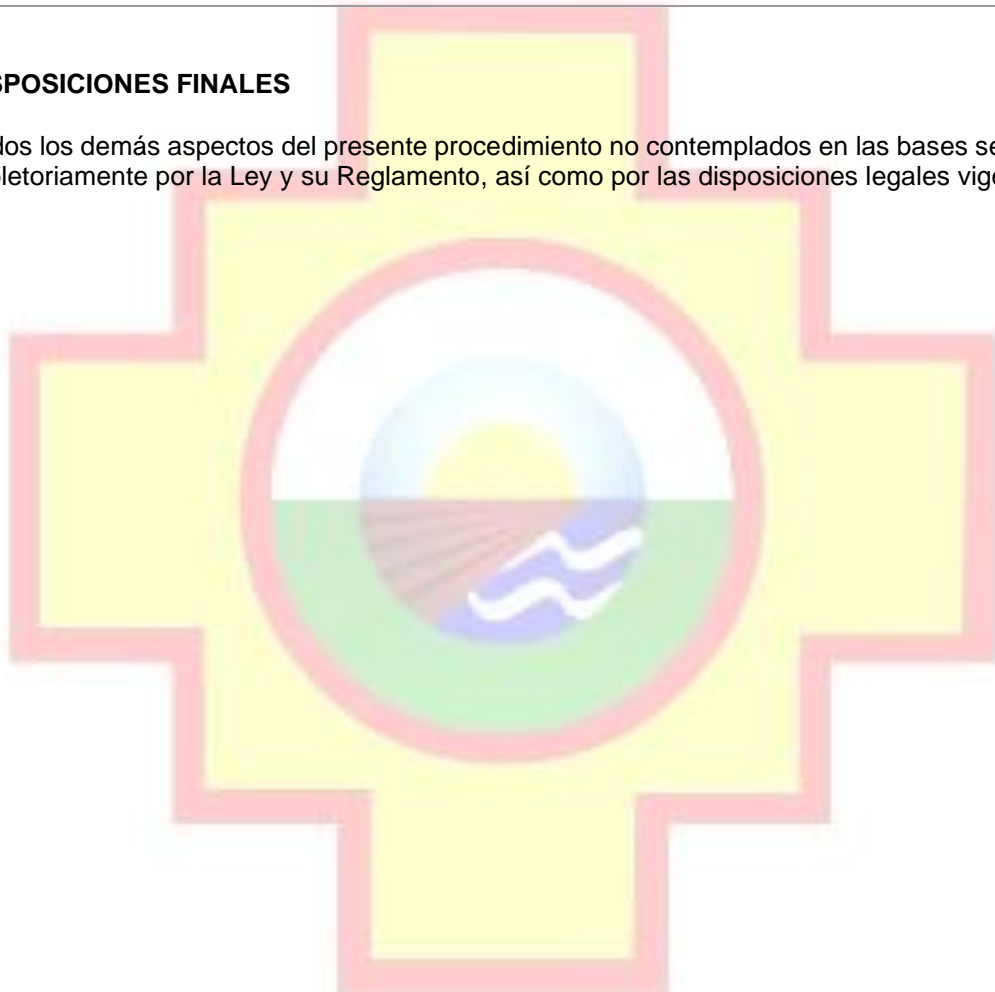 SPOSICIONES FINALES
dos los demás aspectos del presente procedimiento no contemplados en las bases se
letoriamente por la Ley y su Reglamento, así como por las disposiciones legales vig